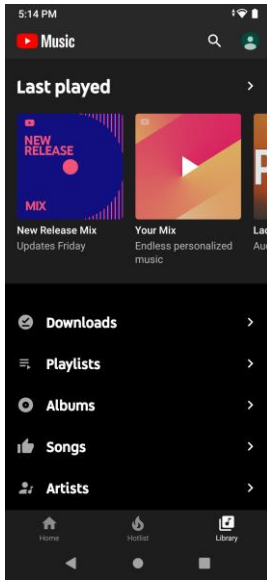 5:14 PM
Music
Last played
NEW
RELEASE
MIX
New Release Mix
Updates Friday
Your Mix
Endless personalized
music
Downloads
Playlists
Albums
Songs
Artists
Home
Hotlist
Library